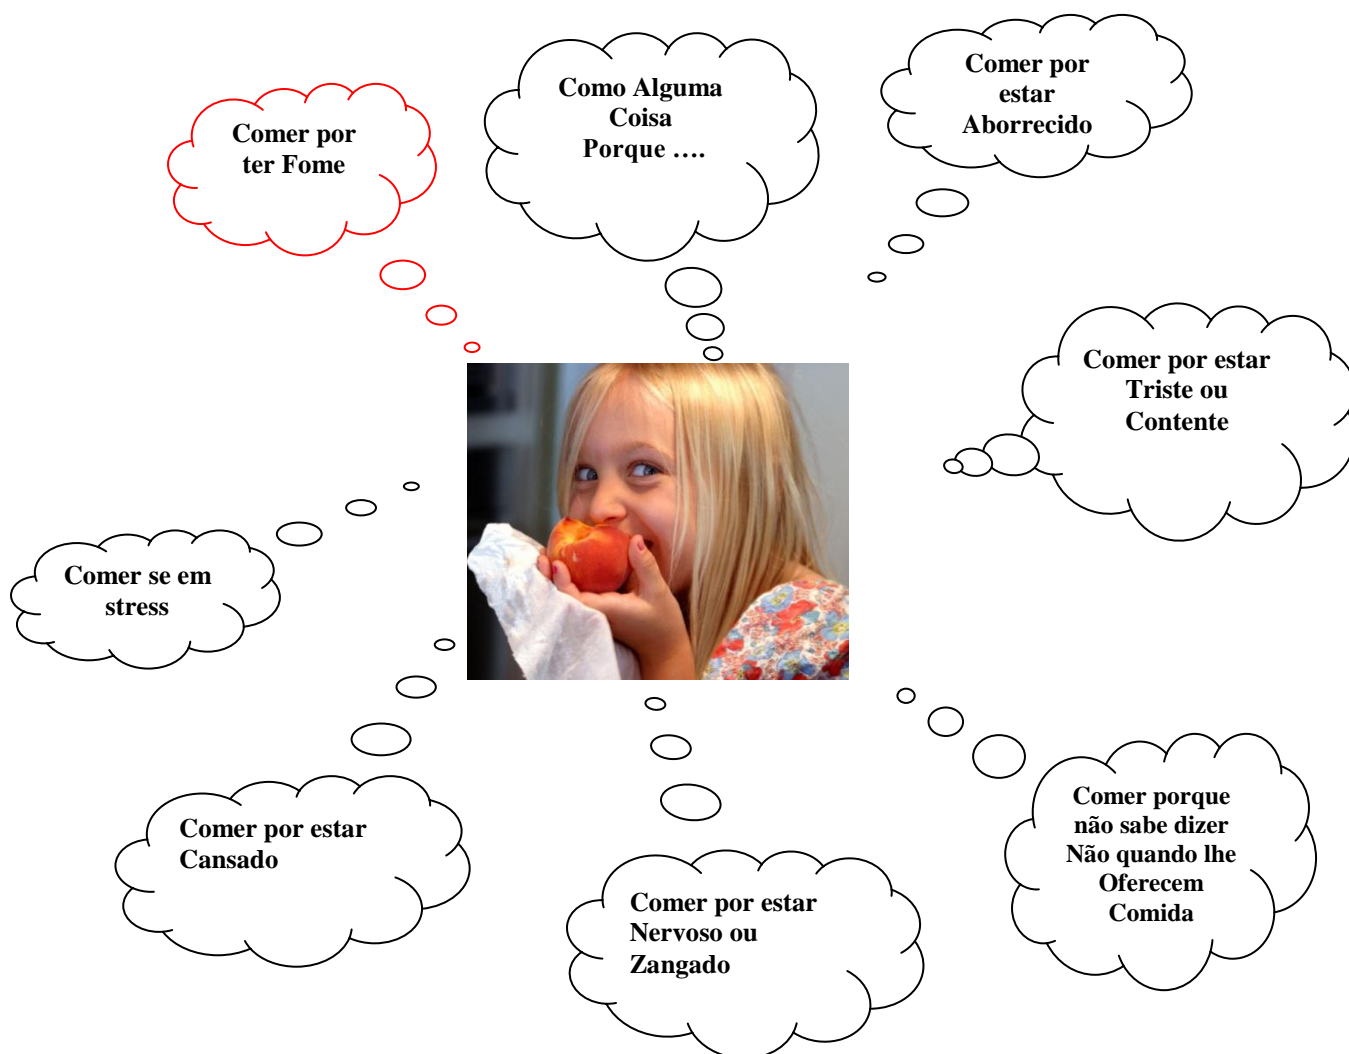 Comer por
ter Fome
Como Alguma
Coisa
Porque ….
Comer por
estar
Aborrecido
Comer por estar
Triste ou
Contente
Comer se em
stress
Comer por estar
Cansado
Comer por estar
Nervoso ou
Zangado
Comer porque
não sabe dizer
Não quando lhe
Oferecem
Comida